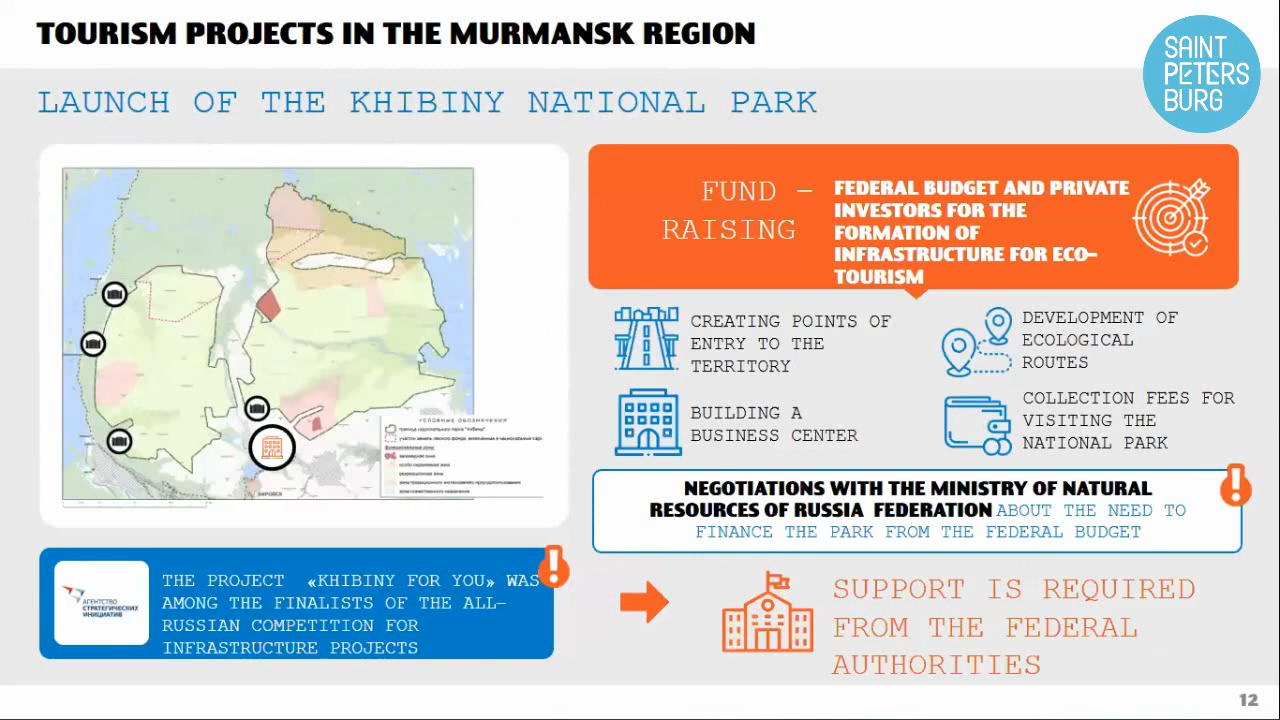 TOURISM PROJECTS IN THE MURMANSK REGION
SAINT
PETERS
BURG
LAUNCH OF THE KHIBINY NATIONAL PARK
УСЛОВНЫЕ ОБОЗНАЧЕНИЯ
КИРОВСК
FUND –
RAISING
FEDERAL BUDGET AND PRIVATE
INVESTORS FOR THE
FORMATION OF
INFRASTRUCTURE FOR ECO–
TOURISM
CREATING POINTS OF
ENTRY TO THE
TERRITORY
DEVELOPMENT OF
ECOLOGICAL
ROUTES
BUILDING A
BUSINESS CENTER
COLLECTION FEES FOR
VISITING THE
NATIONAL PARK
NEGOTIATIONS WITH THE MINISTRY OF NATURAL
RESOURCES OF RUSSIA FEDERATION ABOUT THE NEED TO
FINANCE THE PARK FROM THE FEDERAL BUDGET
АГЕНТСТВО
СТРАТЕГИЧЕСКИХ
ИНИЦИАТИВ
THE PROJECT «KHIBINY FOR YOU» WAS
AMONG THE FINALISTS OF THE ALL–
RUSSIAN COMPETITION FOR
INFRASTRUCTURE PROJECTS
SUPPORT IS REQUIRED
FROM THE FEDERAL
AUTHORITIES
12